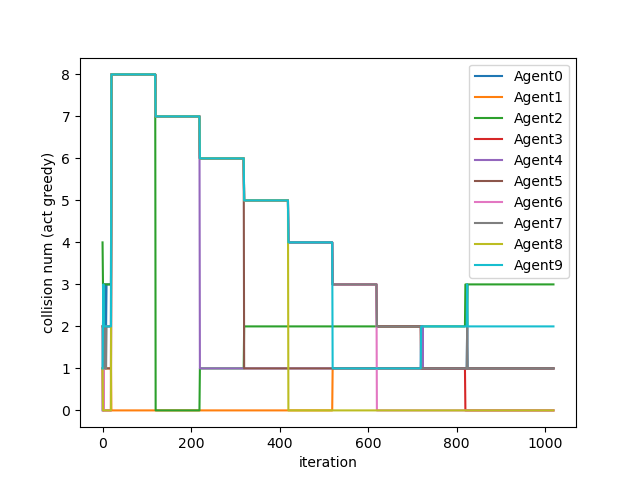 8
7
6
5
4
3
2
1
0
collision num (act greedy)
0
200
400
600
800
1000
iteration
Agent0
Agent1
Agent2
Agent3
Agent4
Agent5
Agent6
Agent7
Agent8
Agent9